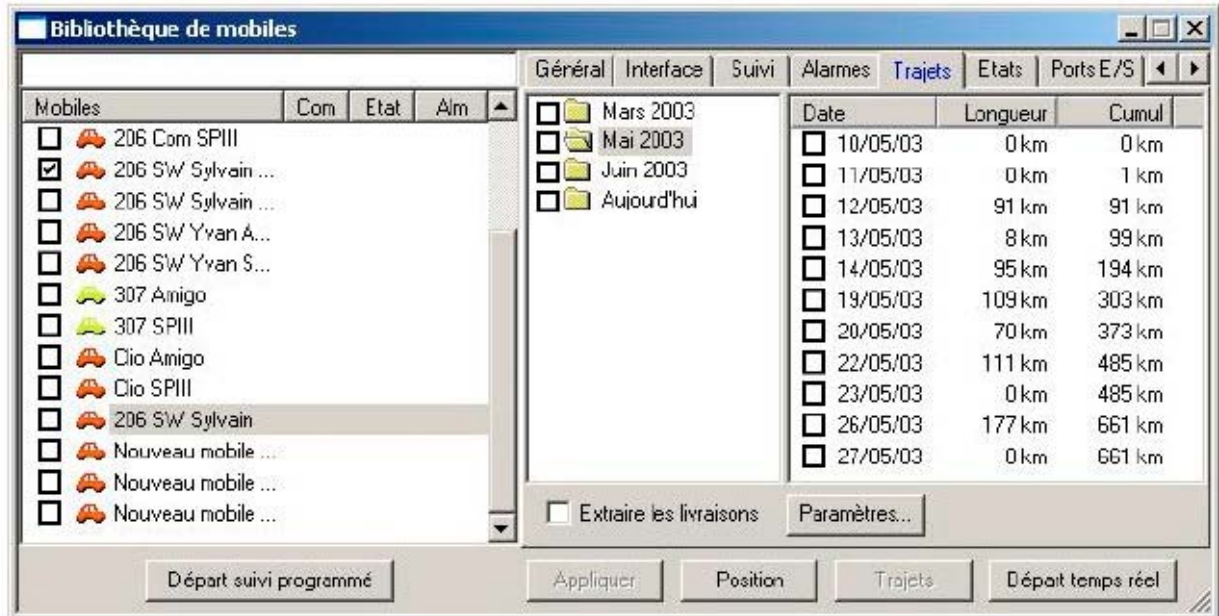 Bibliothèque de mobiles
Général Interface Suivi Alarmes Trajets Etats Ports E/S
Mobiles Com Etat Alm
206 Com SPIII
206 SW Sylvain ...
206 SW Sylvain ...
206 SW Yvan A...
206 SW Yvan S...
307 Amigo
307 SPIII
Clio Amigo
Clio SPIII
206 SW Sylvain
Nouveau mobile ...
Nouveau mobile ...
Nouveau mobile ...
Mars 2003
Mai 2003
Juin 2003
Aujourd'hui
Date Longueur Cumul
10/05/03 0 km 0 km
11/05/03 0 km 1 km
12/05/03 91 km 91 km
13/05/03 8 km 99 km
14/05/03 95 km 194 km
19/05/03 109 km 303 km
20/05/03 70 km 373 km
22/05/03 111 km 485 km
23/05/03 0 km 485 km
26/05/03 177 km 661 km
27/05/03 0 km 661 km
Extraire les livraisons Paramètres...
Départ suivi programmé Appliquer Position Trajets Départ temps réel